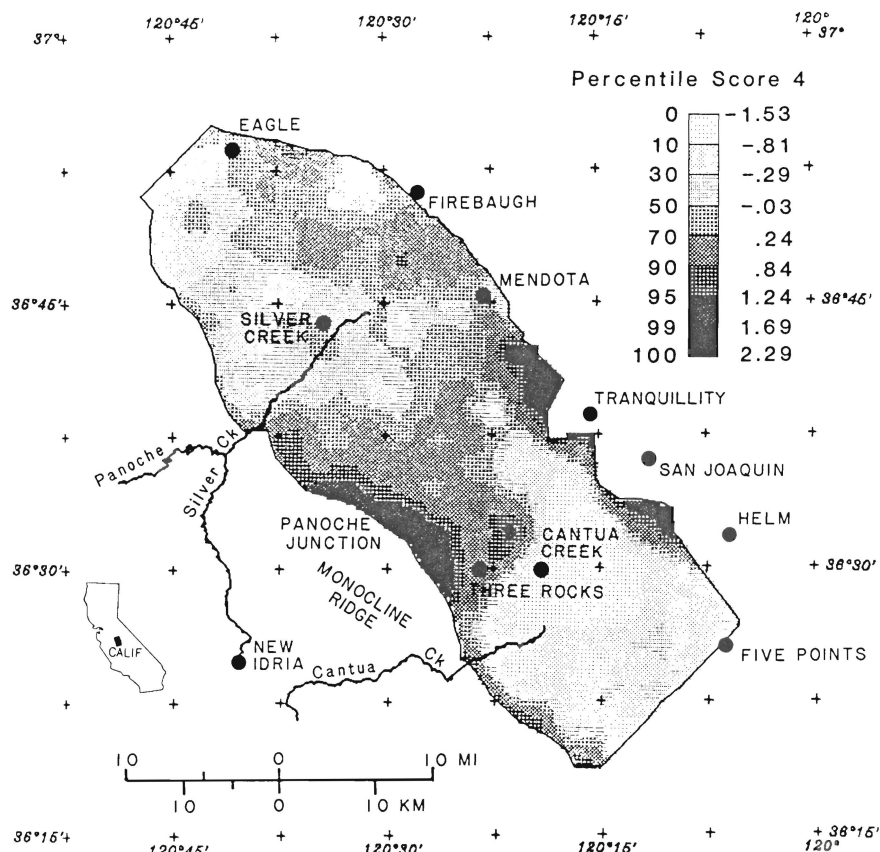 120°45' 120°30' 120°15' 120°
37° 37°
Percentile Score 4
0 -1.53
10 -.81
30 -.29
50 -.03
70 .24
90 .84
95 1.24
99 1.69
100 2.29
EAGLE
FIREBAUGH
MENDOTA
36°45' 36°45'
SILVER
CREEK
TRANQUILLITY
Panoche Ck
Silver
SAN JOAQUIN
PANOCHE
JUNCTION
HELM
CANTUA
CREEK
36°30' 36°30'
MONOCLINE
RIDGE
THREE ROCKS
CALIF
NEW
IDRIA
Cantua Ck
FIVE POINTS
10 0 10 MI
10 0 10 KM
36°15' 36°15'
120°45' 120°30' 120°15' 120°